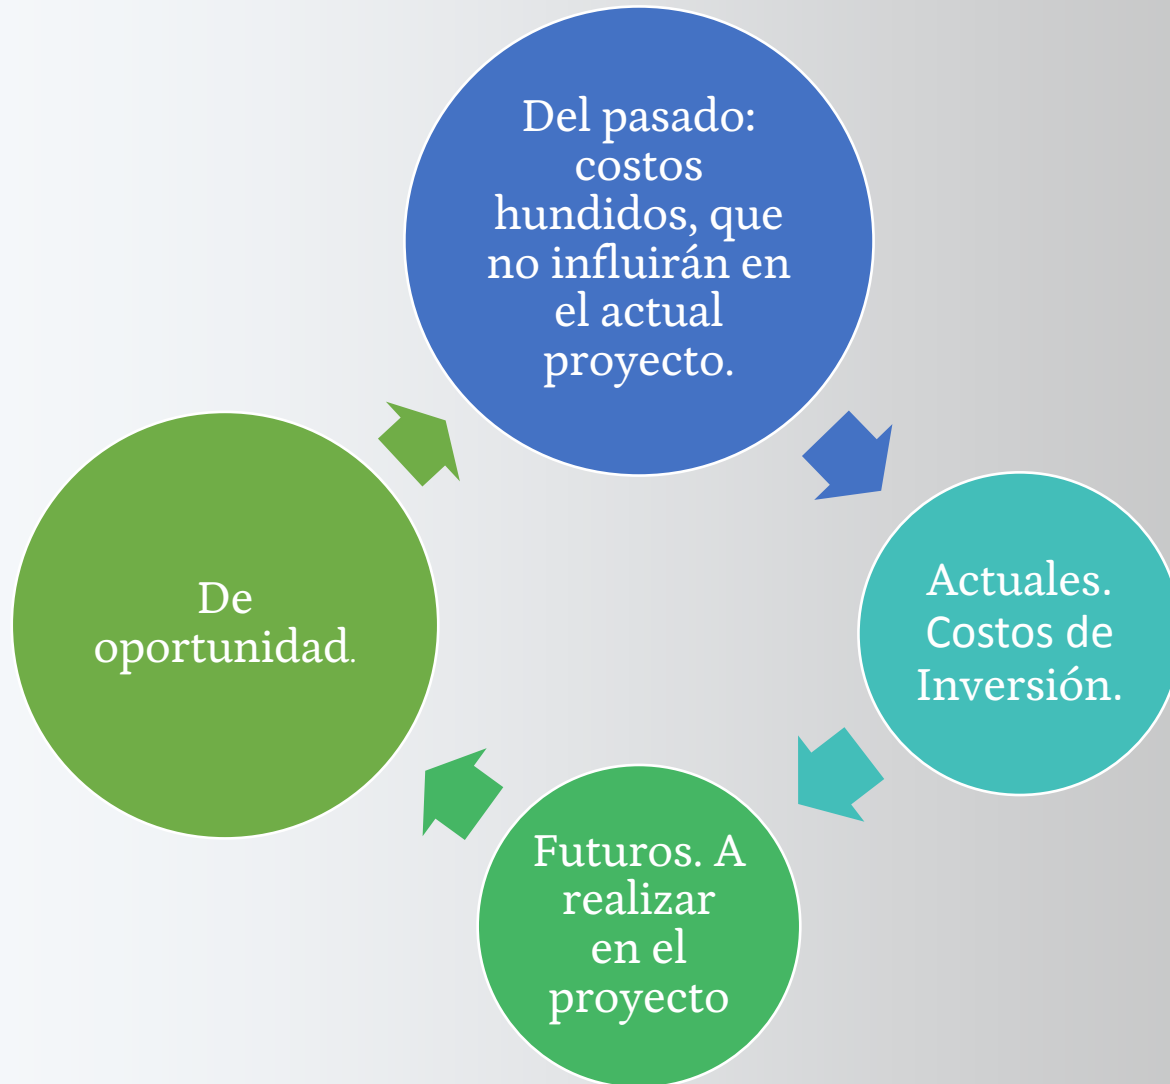 Del pasado:
costos
hundidos, que
no influirán en
el actual
proyecto.
Actuales.
Costos de
Inversión.
Futuros. A
realizar
en el
proyecto
De
oportunidad.